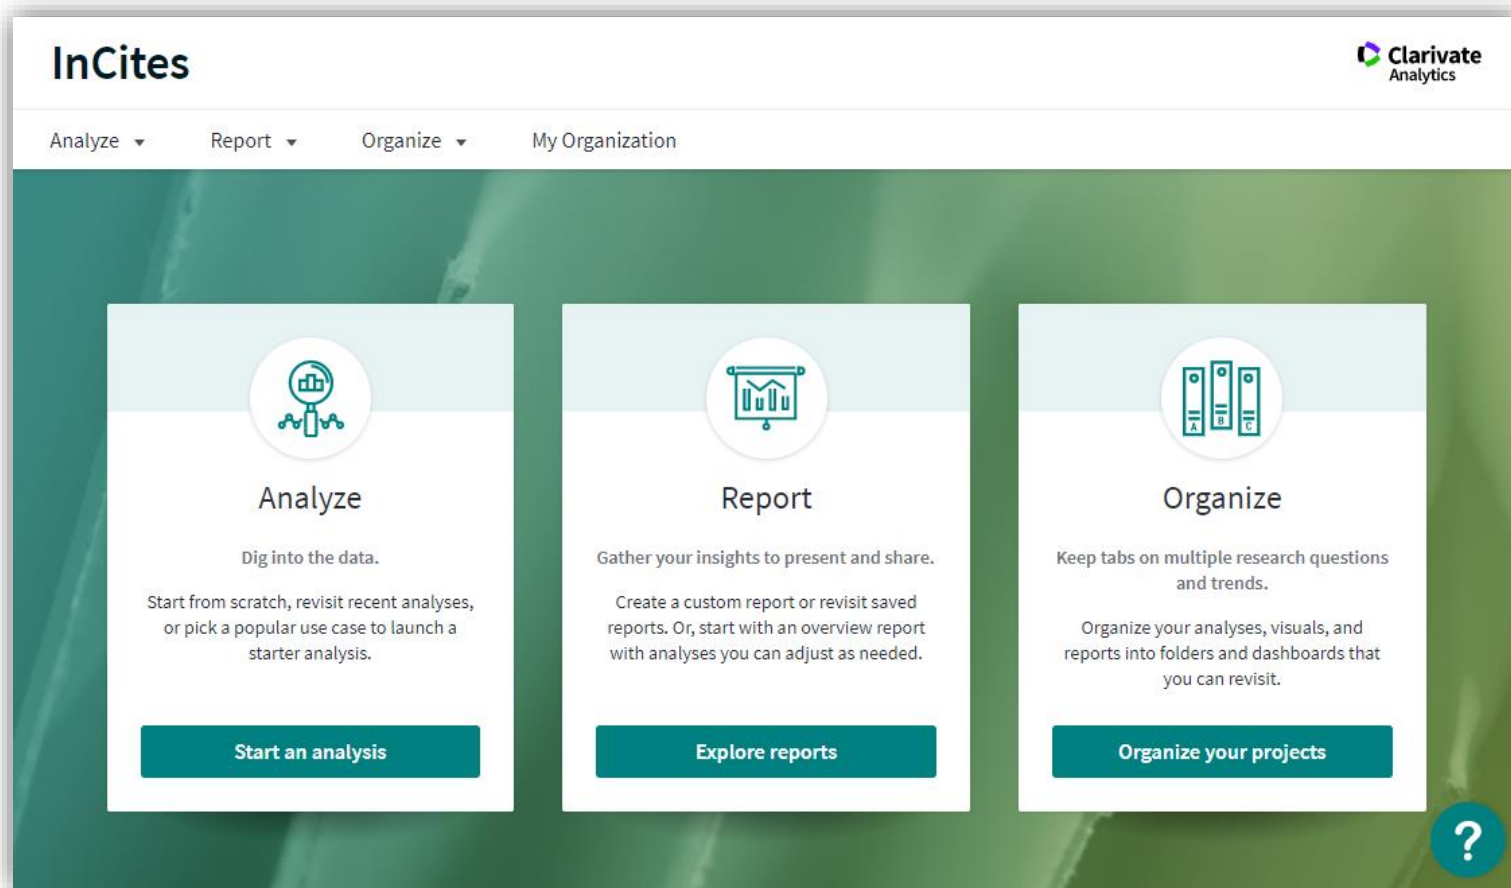 InCites
Clarivate
Analytics
Analyze
Report
Organize
My Organization
A
B
C
Analyze
Dig into the data.
Start from scratch, revisit recent analyses,
or pick a popular use case to launch a
starter analysis.
Start an analysis
Report
Gather your insights to present and share.
Create a custom report or revisit saved
reports. Or, start with an overview report
with analyses you can adjust as needed.
Explore reports
Organize
Keep tabs on multiple research questions
and trends.
Organize your analyses, visuals, and
reports into folders and dashboards that
you can revisit.
Organize your projects
?